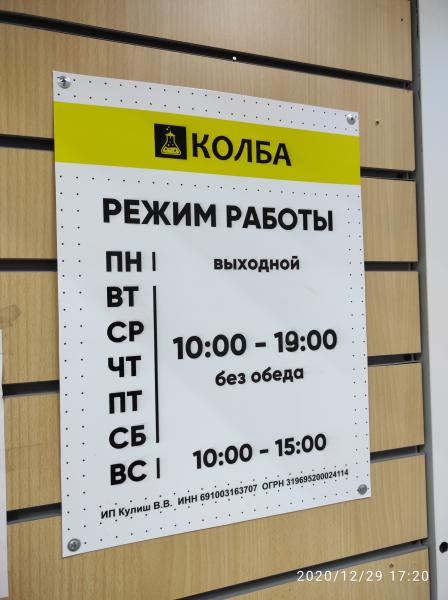 КОЛБА
РЕЖИМ РАБОТЫ
ПН выходной
ВТ
СР
10:00 - 19:00
ЧТ
без обеда
ПТ
СБ
ВС 10:00 - 15:00
ИП Кулиш В.В. ИНН 691003163707 ОГРН 319695200024114
2020/12/29 17:20